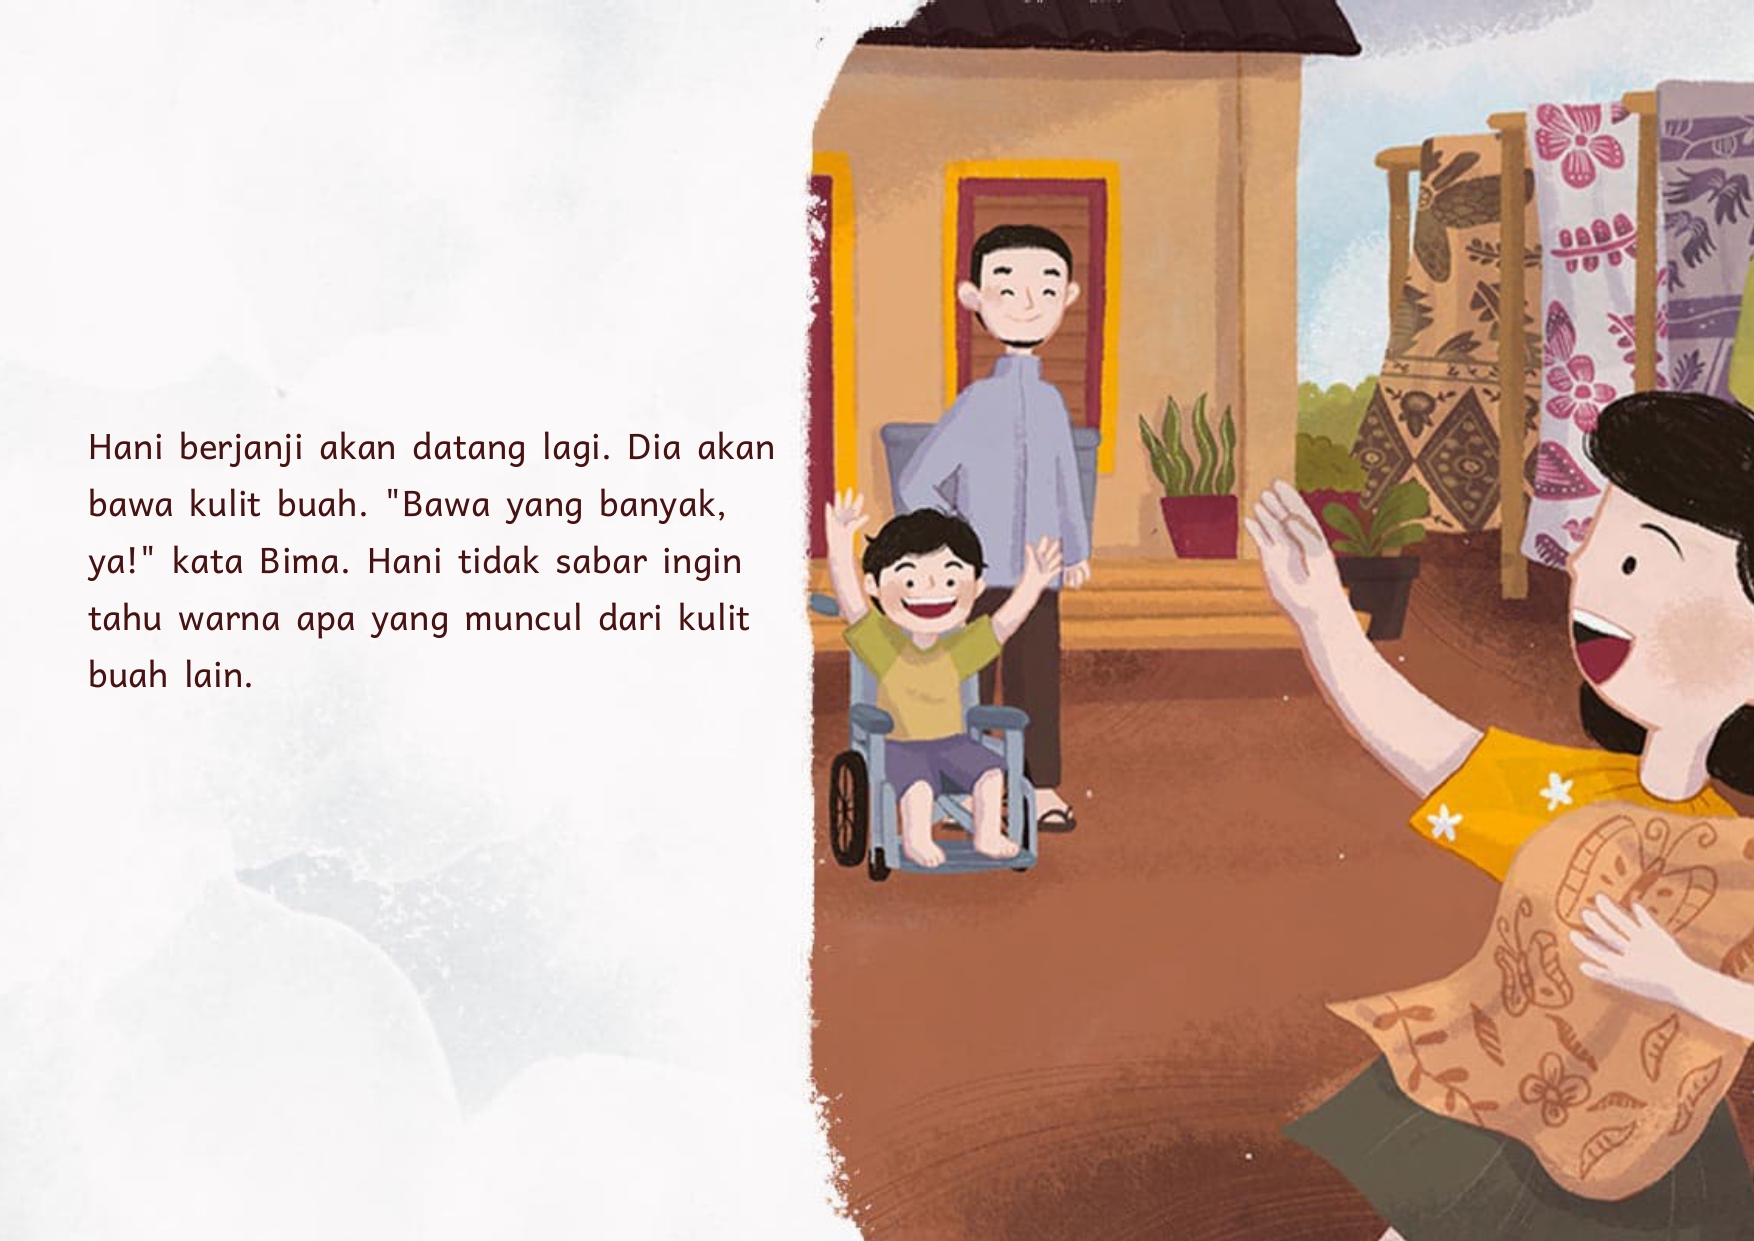 Hani berjanji akan datang lagi. Dia akan
bawa kulit buah. "Bawa yang banyak,
ya!" kata Bima. Hani tidak sabar ingin
tahu warna apa yang muncul dari kulit
buah lain.